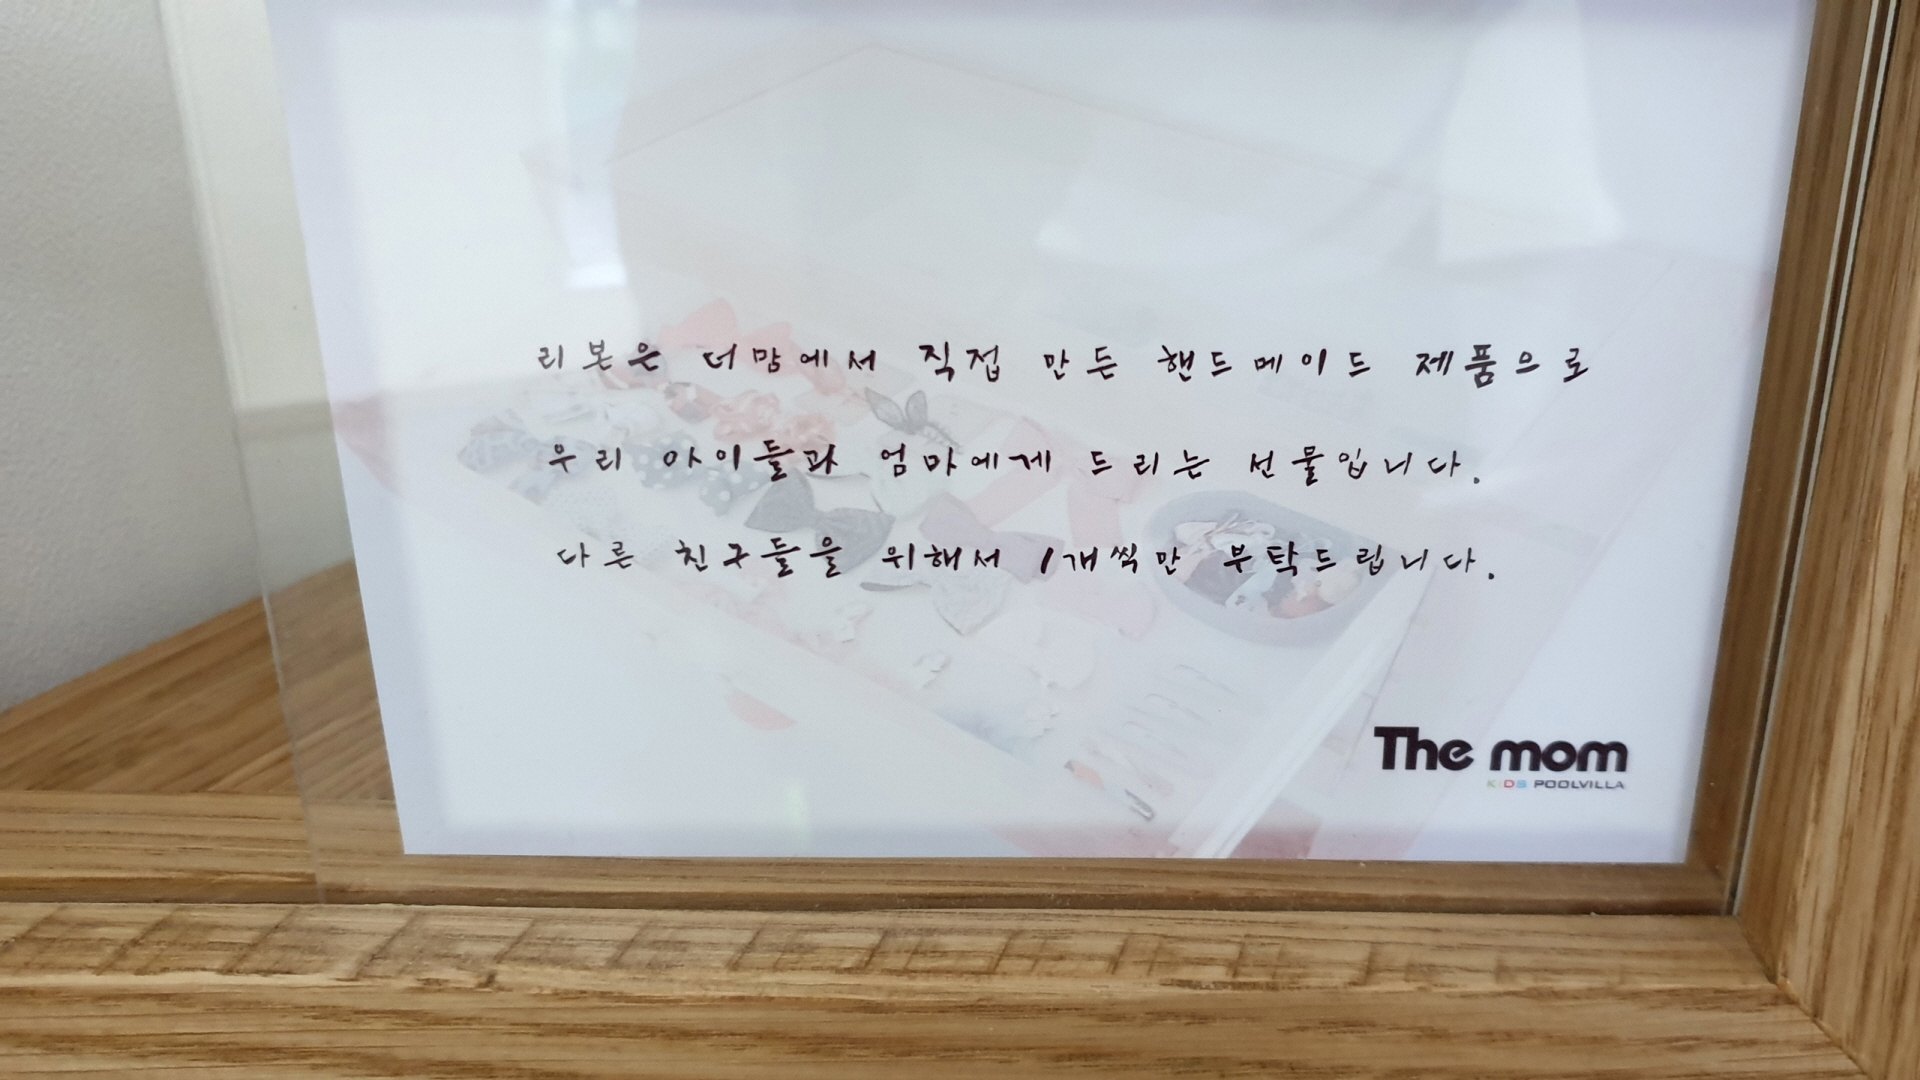 리본은 더맘에서 직접 만든 핸드메이드 제품으로
우리 아이들과 엄마에게 드리는 선물입니다.
다른 친구들을 위해서 1개씩만 부탁드립니다.
The mom
KIDS POOLVILLA